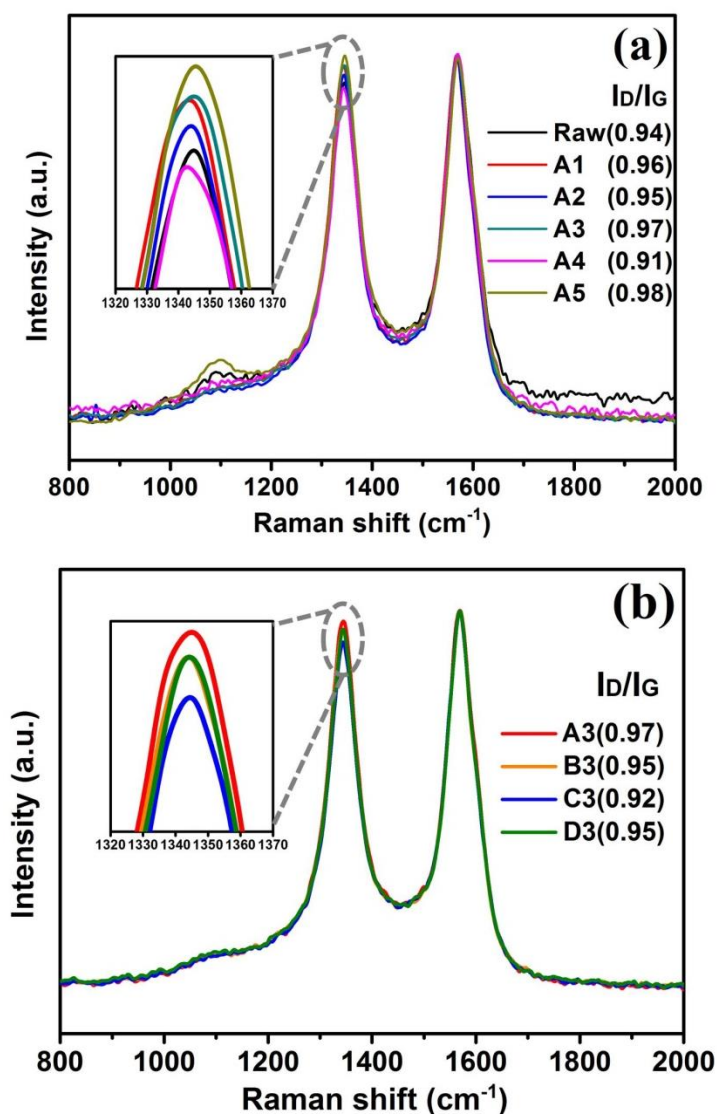 (a)
ID/IG
Raw(0.94)
A1 (0.96)
A2 (0.95)
A3 (0.97)
A4 (0.91)
A5 (0.98)
1320 1330 1340 1350 1360 1370
Intensity (a.u.)
800 1000 1200 1400 1600 1800 2000
Raman shift (cm-1)
(b)
ID/IG
A3(0.97)
B3(0.95)
C3(0.92)
D3(0.95)
1320 1330 1340 1350 1360 1370
Intensity (a.u.)
800 1000 1200 1400 1600 1800 2000
Raman shift (cm-1)